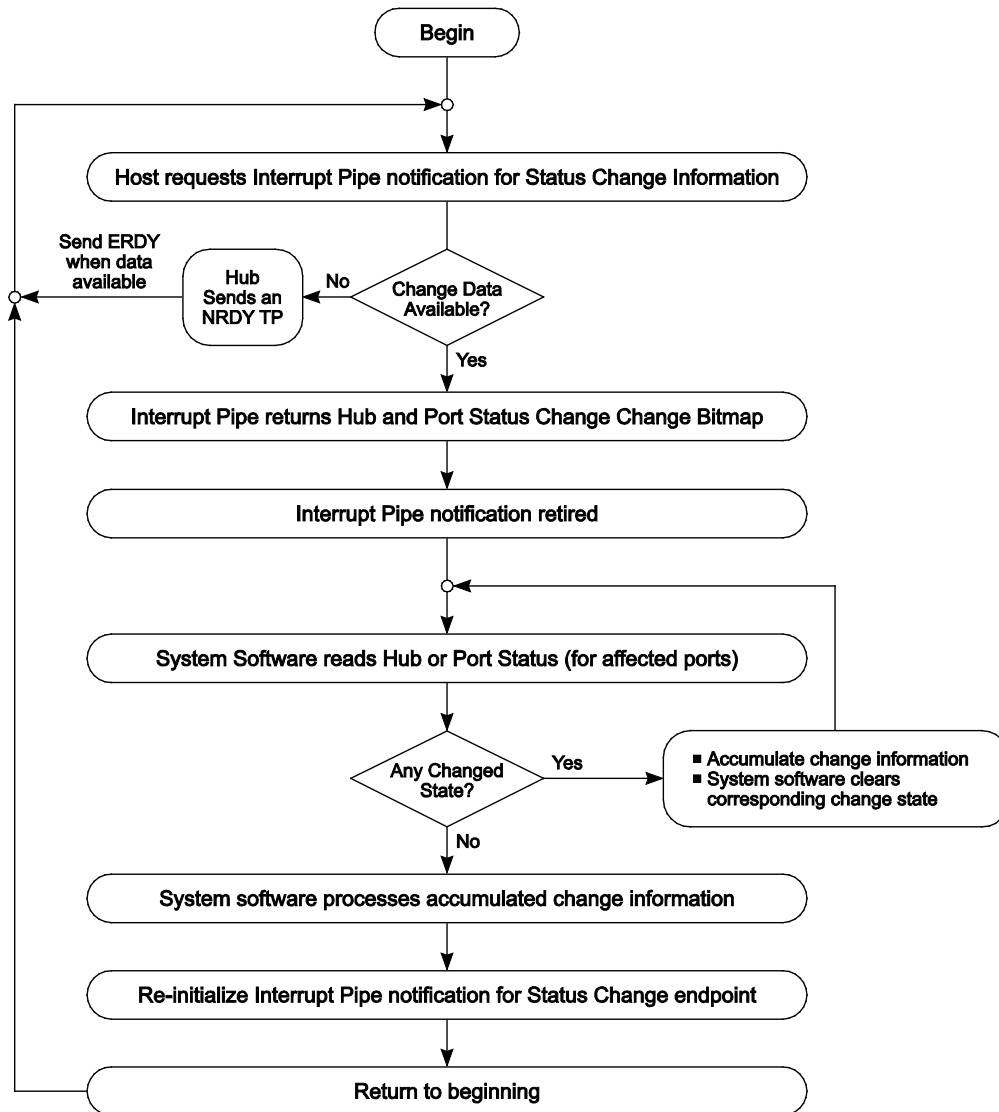 Begin
Host requests Interrupt Pipe notification for Status Change Information
Send ERDY
when data
available
Hub
Sends an
NRDY TP
No
Change Data
Available?
Yes
Interrupt Pipe returns Hub and Port Status Change Change Bitmap
Interrupt Pipe notification retired
System Software reads Hub or Port Status (for affected ports)
Any Changed
State?
Yes
■ Accumulate change information
■ System software clears
corresponding change state
No
System software processes accumulated change information
Re-initialize Interrupt Pipe notification for Status Change endpoint
Return to beginning